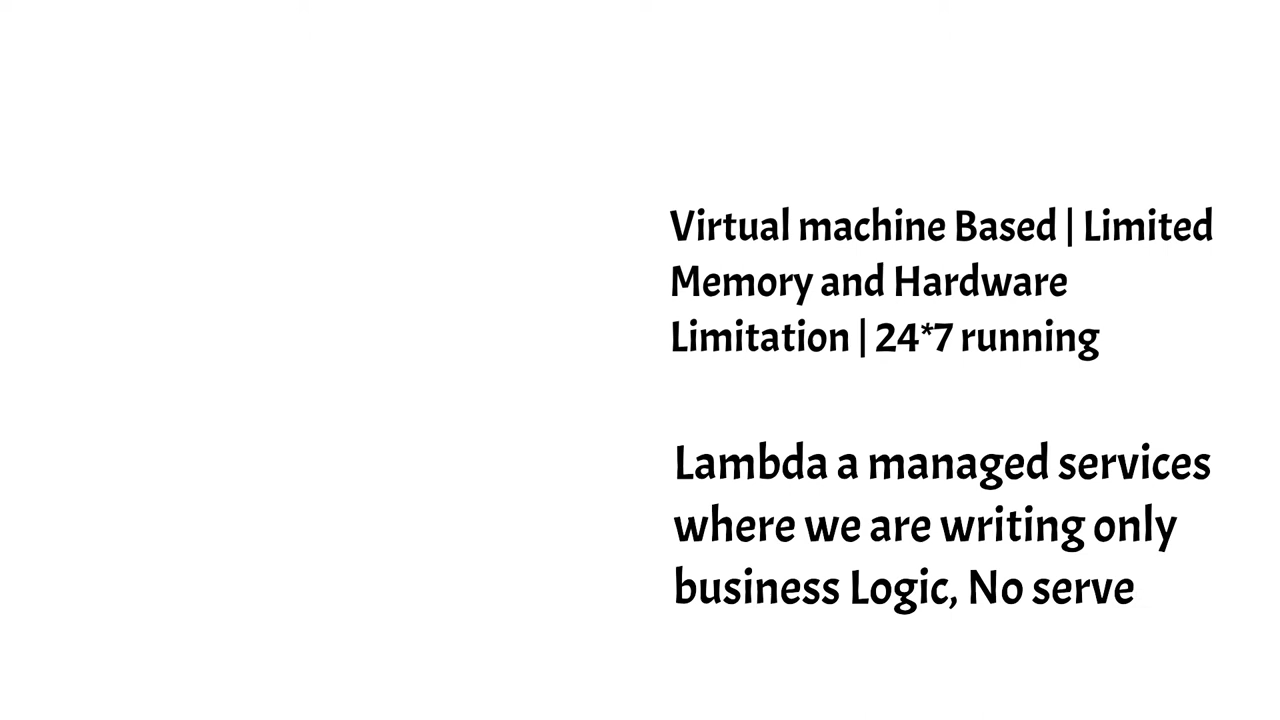 Virtual machine Based | Limited
Memory and Hardware
Limitation | 24*7 running
Lambda a managed services
where we are writing only
business Logic, No serve